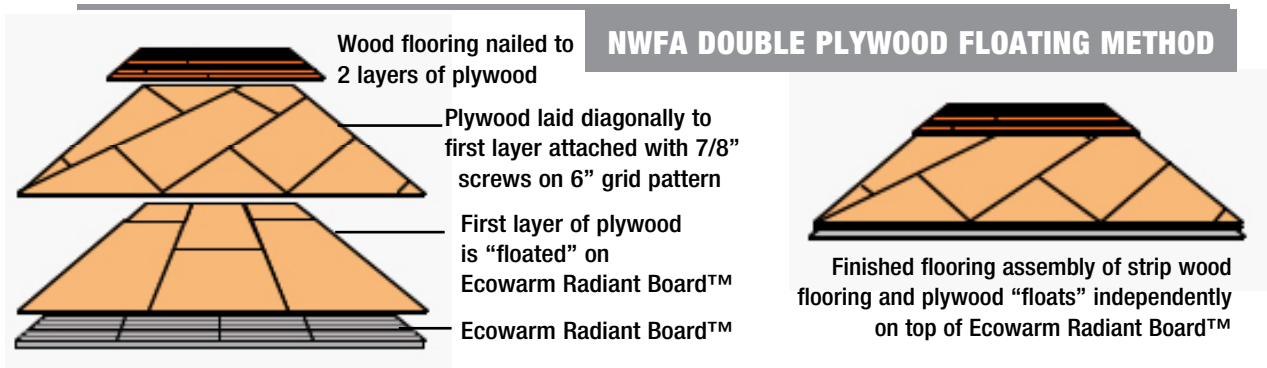 NWFA DOUBLE PLYWOOD FLOATING METHOD
Wood flooring nailed to
2 layers of plywood
Plywood laid diagonally to
first layer attached with 7/8”
screws on 6” grid pattern
First layer of plywood
is “floated” on
Ecowarm Radiant Board™
Ecowarm Radiant Board™
Finished flooring assembly of strip wood
flooring and plywood “floats” independently
on top of Ecowarm Radiant Board™